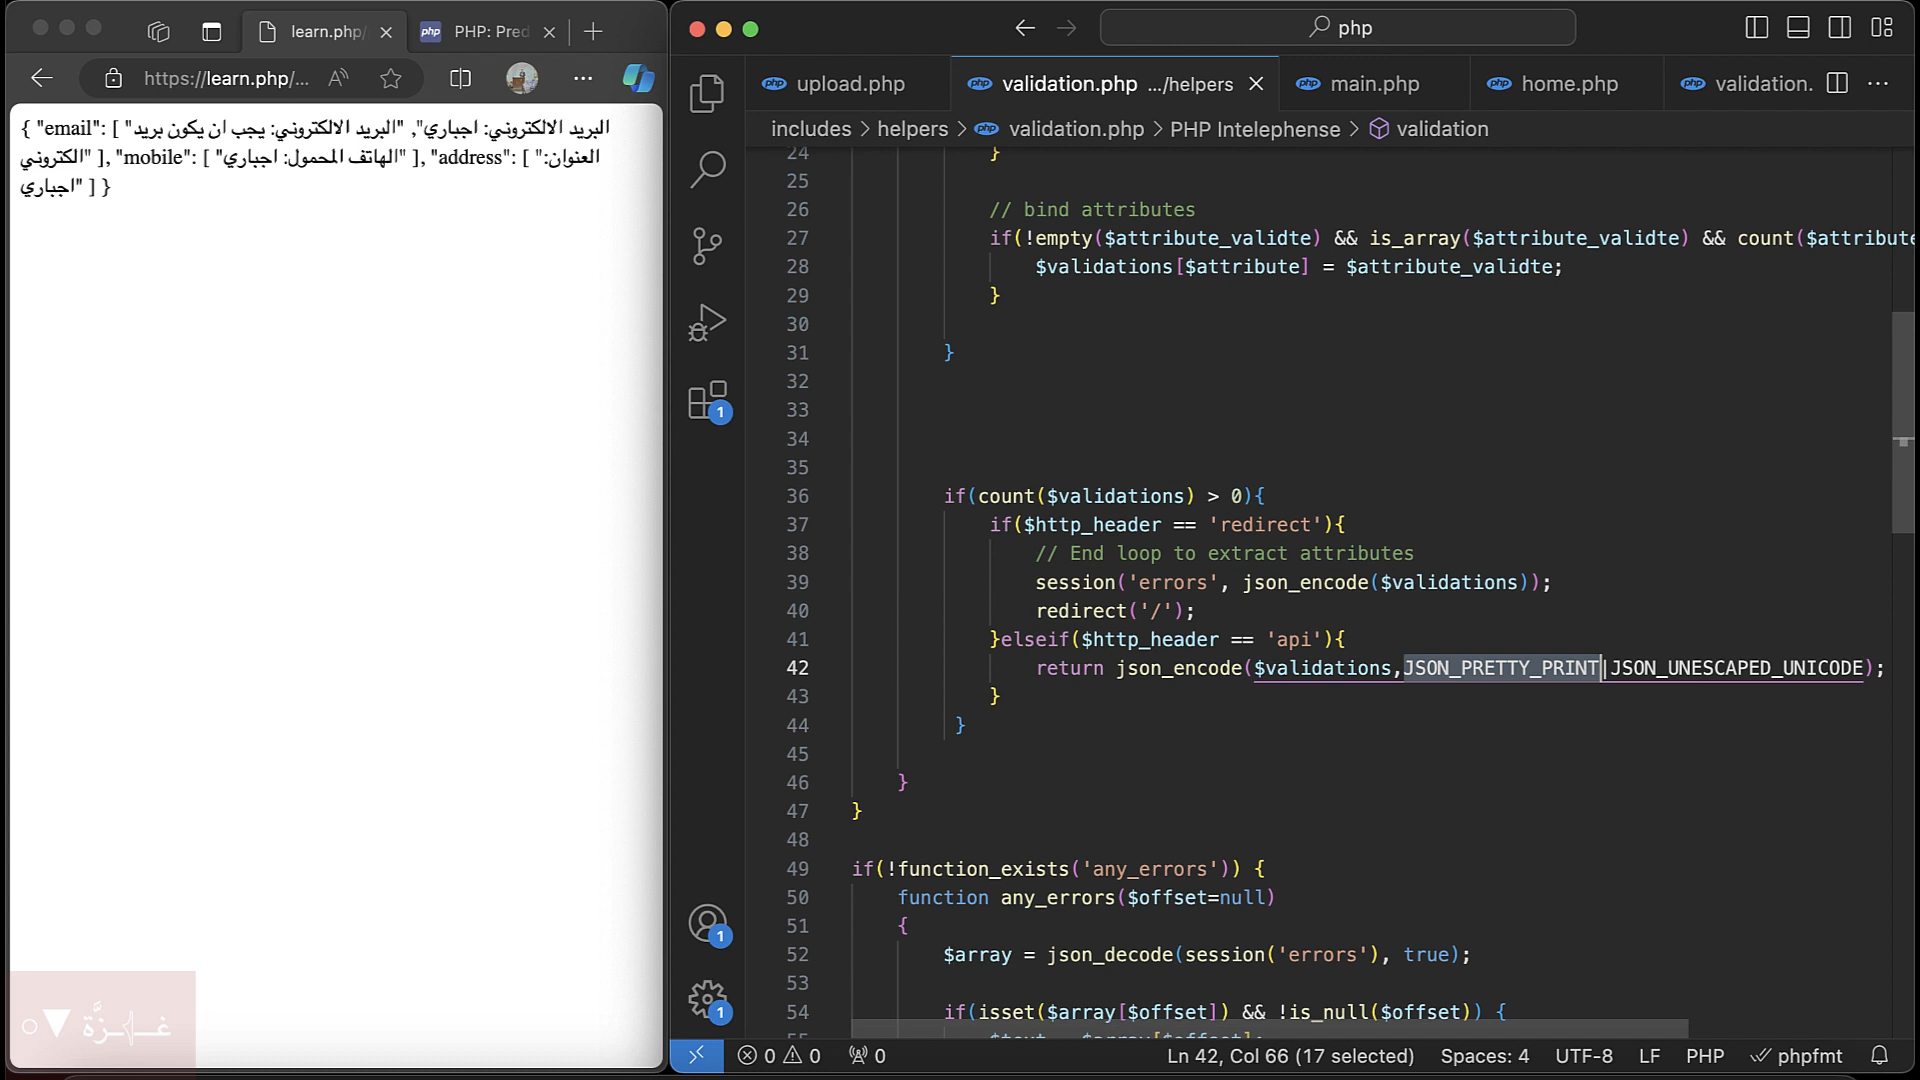 learn.php/
PHP: Pred
https://learn.php/...
{ "email": [ "البريد الالكتروني: اجباري", "البريد الالكتروني: يجب ان يكون بريد
الكتروني" ], "mobile": [ "الهاتف المحمول: اجباري" ], "address": [ "العنوان:
اجباري" ] }
غـزَّة
php
upload.php
validation.php .../helpers
main.php
home.php
validation.
includes > helpers > validation.php > PHP Intelephense > validation
24 }
25
26 // bind attributes
27 if(!empty($attribute_validte) && is_array($attribute_validte) && count($attribute
28 $validations[$attribute] = $attribute_validte;
29 }
30
31 }
32
33
34
35
36 if(count($validations) > 0){
37 if($http_header == 'redirect'){
38 // End loop to extract attributes
39 session('errors', json_encode($validations));
40 redirect('/');
41 }elseif($http_header == 'api'){
42 return json_encode($validations,JSON_PRETTY_PRINT|JSON_UNESCAPED_UNICODE);
43 }
44 }
45
46 }
47 }
48
49 if(!function_exists('any_errors')) {
50 function any_errors($offset=null)
51 {
52 $array = json_decode(session('errors'), true);
53
54 if(isset($array[$offset]) && !is_null($offset)) {
1
1
1
0 0 0
Ln 42, Col 66 (17 selected) Spaces: 4 UTF-8 LF PHP phpfmt